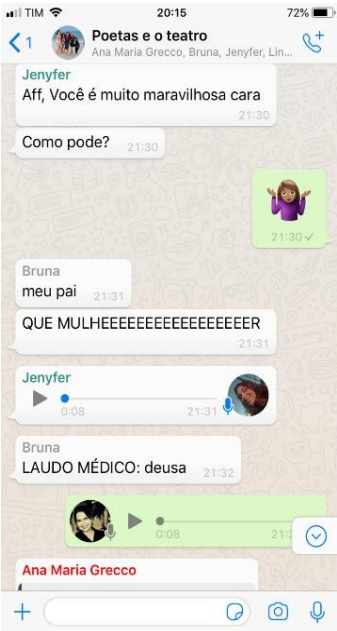 TIM 20:15 72%
1 Poetas e o teatro
Ana Maria Grecco, Bruna, Jenyfer, Lin...
Jenyfer
Aff, Você é muito maravilhosa cara
21:30
Como pode? 21:30
21:30
Bruna
meu pai 21:31
QUE MULHEEEEEEEEEEEEEEEEEER
21:31
Jenyfer
0:08 21:31
Bruna
LAUDO MÉDICO: deusa 21:32
0:08
Ana Maria Grecco